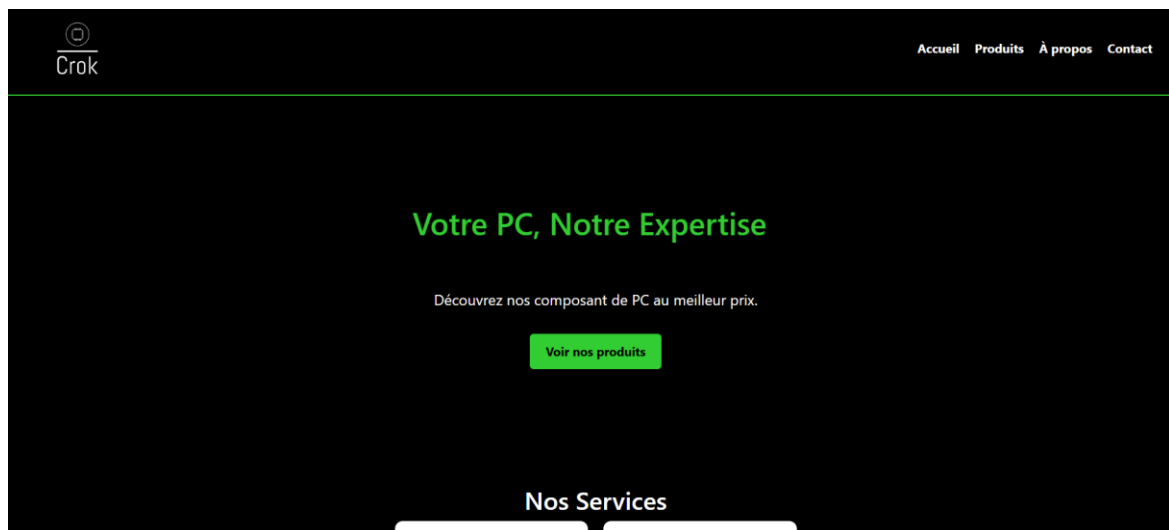 Crok
Accueil Produits À propos Contact
Votre PC, Notre Expertise
Découvrez nos composant de PC au meilleur prix.
Voir nos produits
Nos Services